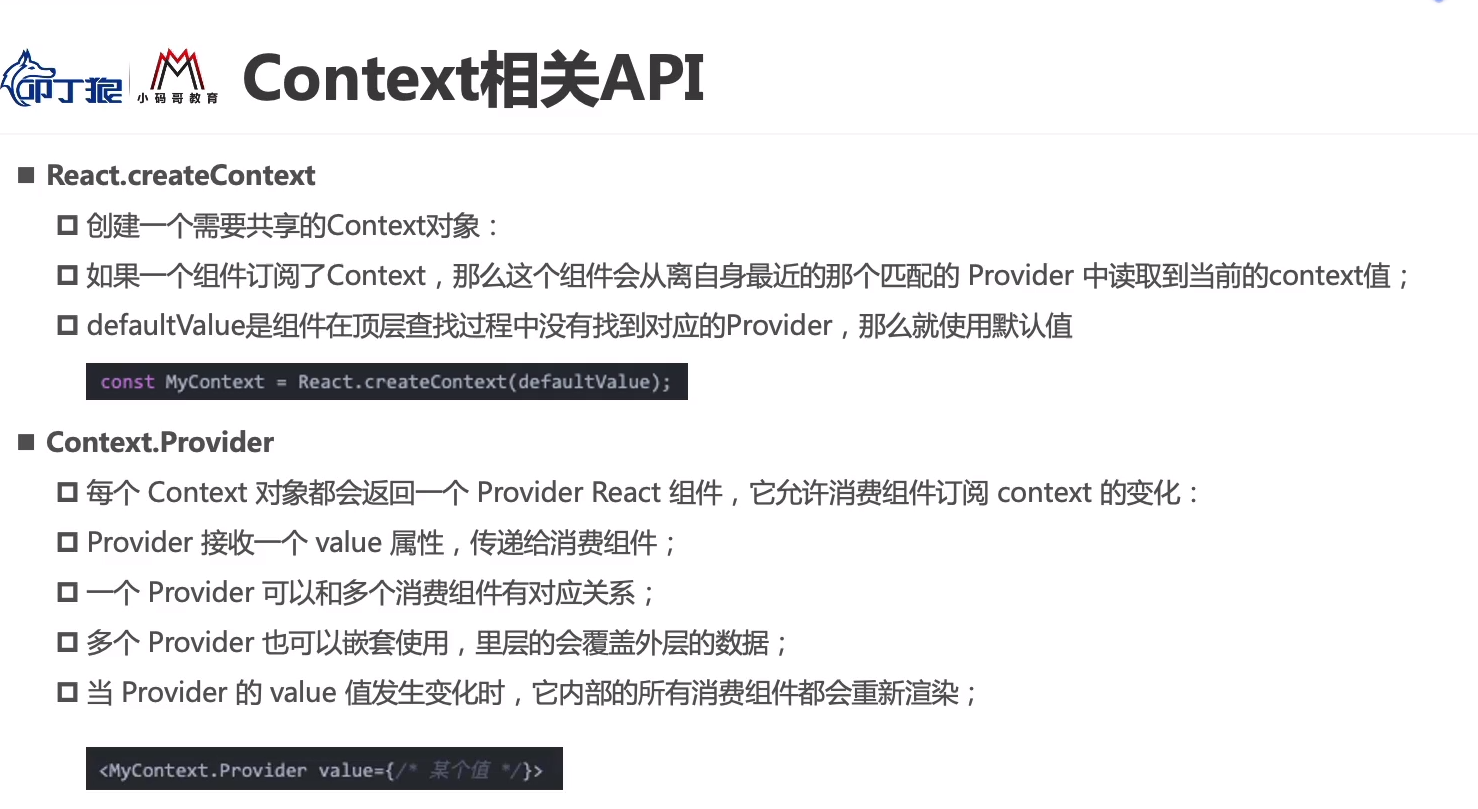 叩丁狼
小码哥教育
Context相关API
React.createContext
创建一个需要共享的Context对象：
如果一个组件订阅了Context，那么这个组件会从离自身最近的那个匹配的 Provider 中读取到当前的context值；
defaultValue是组件在顶层查找过程中没有找到对应的Provider，那么就使用默认值
const MyContext = React.createContext(defaultValue);
Context.Provider
每个 Context 对象都会返回一个 Provider React 组件，它允许消费组件订阅 context 的变化：
Provider 接收一个 value 属性，传递给消费组件；
一个 Provider 可以和多个消费组件有对应关系；
多个 Provider 也可以嵌套使用，里层的会覆盖外层的数据；
当 Provider 的 value 值发生变化时，它内部的所有消费组件都会重新渲染；
<MyContext.Provider value={/* 某个值 */}>